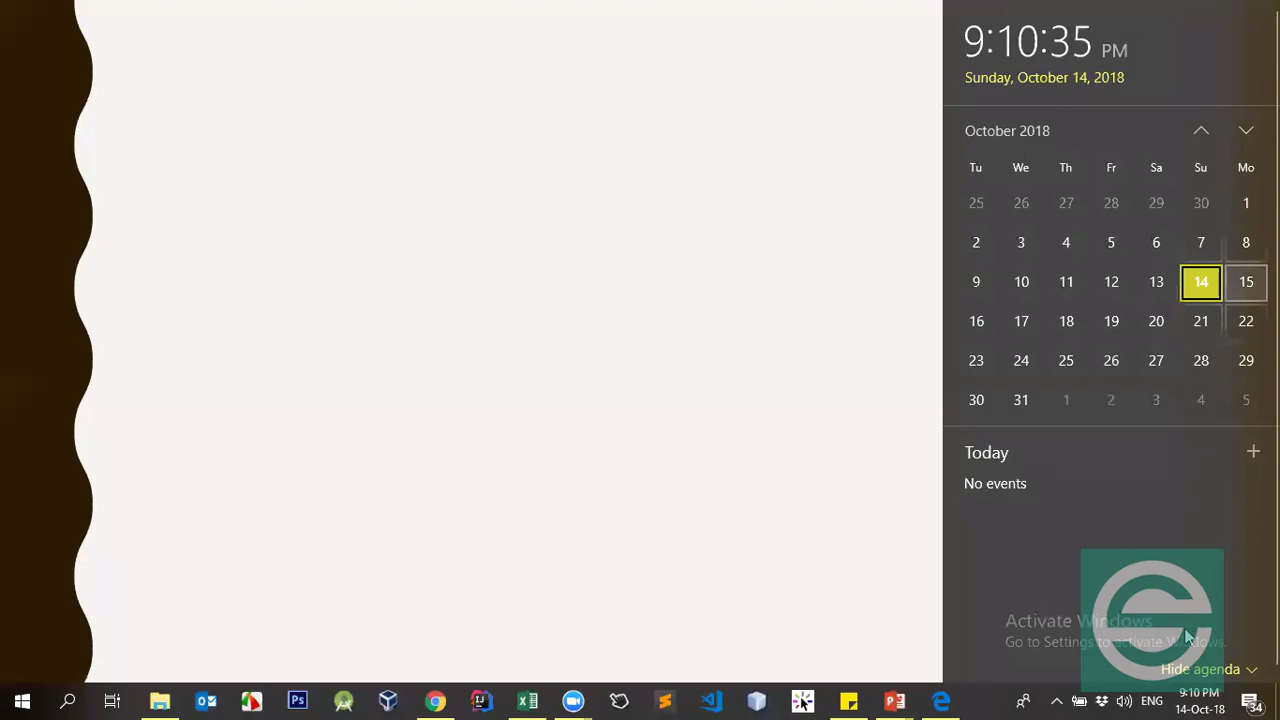 9:10:35 PM
Sunday, October 14, 2018
October 2018
Tu We Th Fr Sa Su Mo
25 26 27 28 29 30 1
2 3 4 5 6 7 8
9 10 11 12 13 14 15
16 17 18 19 20 21 22
23 24 25 26 27 28 29
30 31 1 2 3 4 5
Today
No events
Activate Windows
Go to Settings to activate Windows.
Hide agenda
Ps
ENG
9:10 PM
14-Oct-18
34